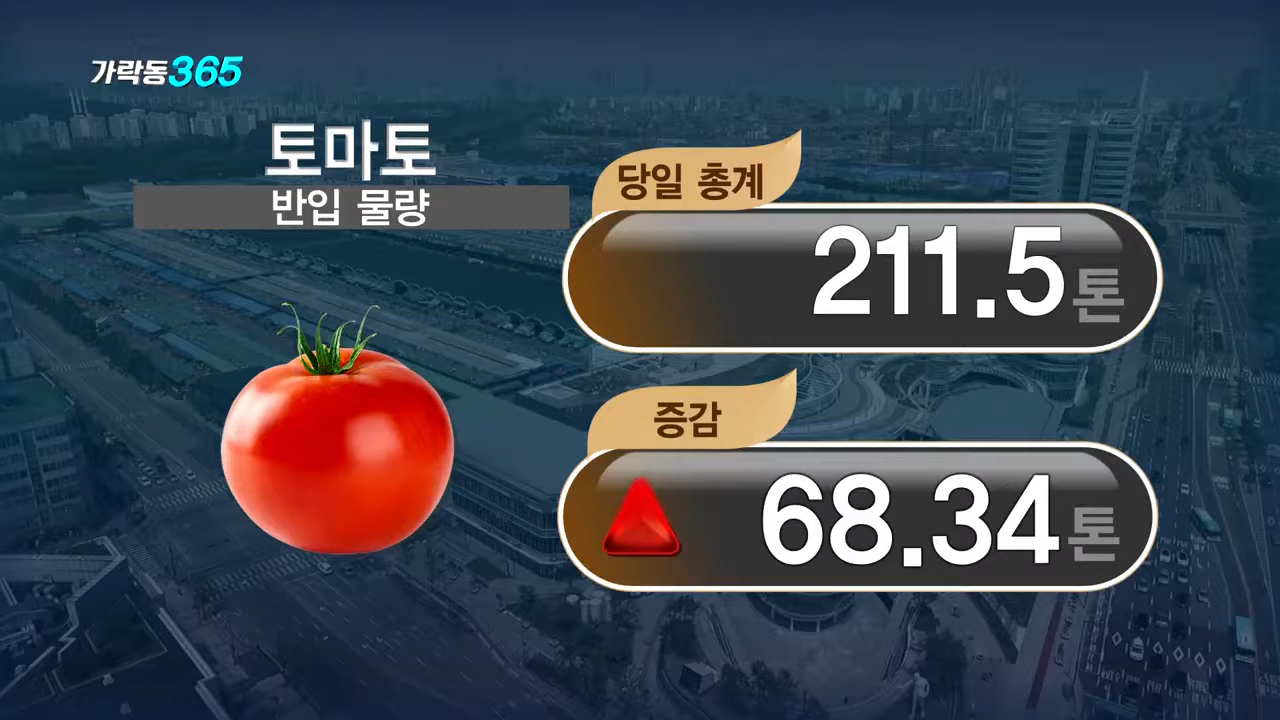 가락동365
토마토
반입 물량
당일 총계
211.5톤
증감
68.34톤